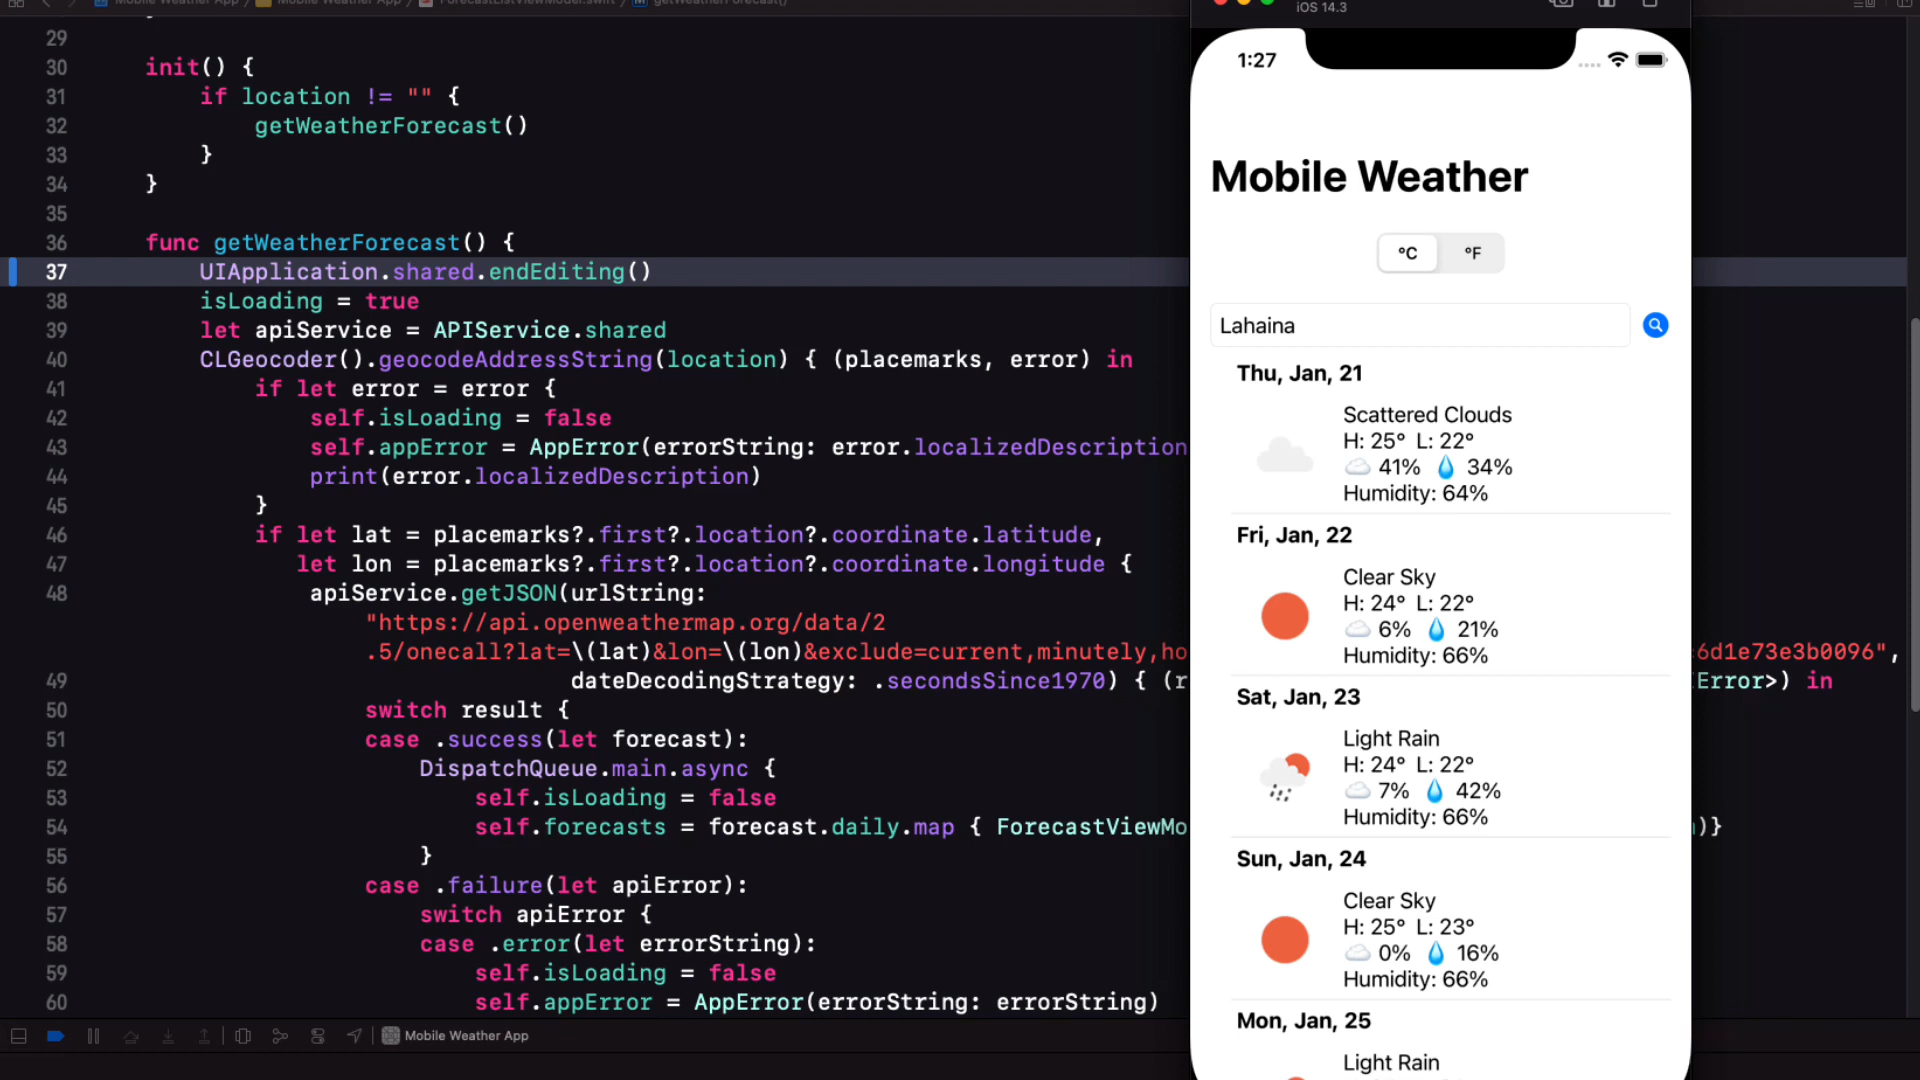 Mobile Weather App
Mobile Weather App
ForecastListViewModel.swift
getWeatherForecast()
29
30 init() {
31 if location != "" {
32 getWeatherForecast()
33 }
34 }
35
36 func getWeatherForecast() {
37 UIApplication.shared.endEditing()
38 isLoading = true
39 let apiService = APIService.shared
40 CLGeocoder().geocodeAddressString(location) { (placemarks, error) in
41 if let error = error {
42 self.isLoading = false
43 self.appError = AppError(errorString: error.localizedDescription
44 print(error.localizedDescription)
45 }
46 if let lat = placemarks?.first?.location?.coordinate.latitude,
47 let lon = placemarks?.first?.location?.coordinate.longitude {
48 apiService.getJSON(urlString:
"https://api.openweathermap.org/data/2
.5/onecall?lat=\(lat)&lon=\(lon)&exclude=current,minutely,ho 6d1e73e3b0096",
49 dateDecodingStrategy: .secondsSince1970) { (r Error>) in
50 switch result {
51 case .success(let forecast):
52 DispatchQueue.main.async {
53 self.isLoading = false
54 self.forecasts = forecast.daily.map { ForecastViewMo )}
55 }
56 case .failure(let apiError):
57 switch apiError {
58 case .error(let errorString):
59 self.isLoading = false
60 self.appError = AppError(errorString: errorString)
Mobile Weather App
iOS 14.3
1:27
Mobile Weather
°C °F
Lahaina
Thu, Jan, 21
Scattered Clouds
H: 25° L: 22°
41% 34%
Humidity: 64%
Fri, Jan, 22
Clear Sky
H: 24° L: 22°
6% 21%
Humidity: 66%
Sat, Jan, 23
Light Rain
H: 24° L: 22°
7% 42%
Humidity: 66%
Sun, Jan, 24
Clear Sky
H: 25° L: 23°
0% 16%
Humidity: 66%
Mon, Jan, 25
Light Rain